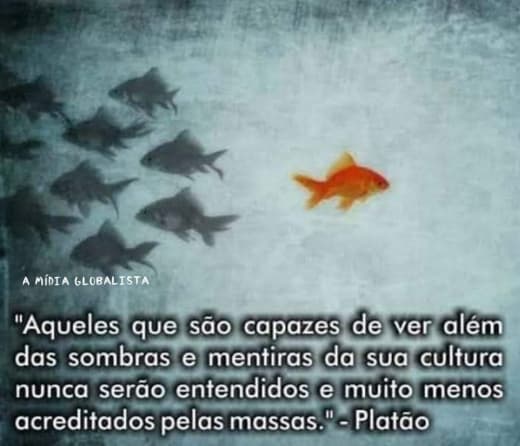 A MÍDIA GLOBALISTA
"Aqueles que são capazes de ver além
das sombras e mentiras da sua cultura
nunca serão entendidos e muito menos
acreditados pelas massas." - Platão